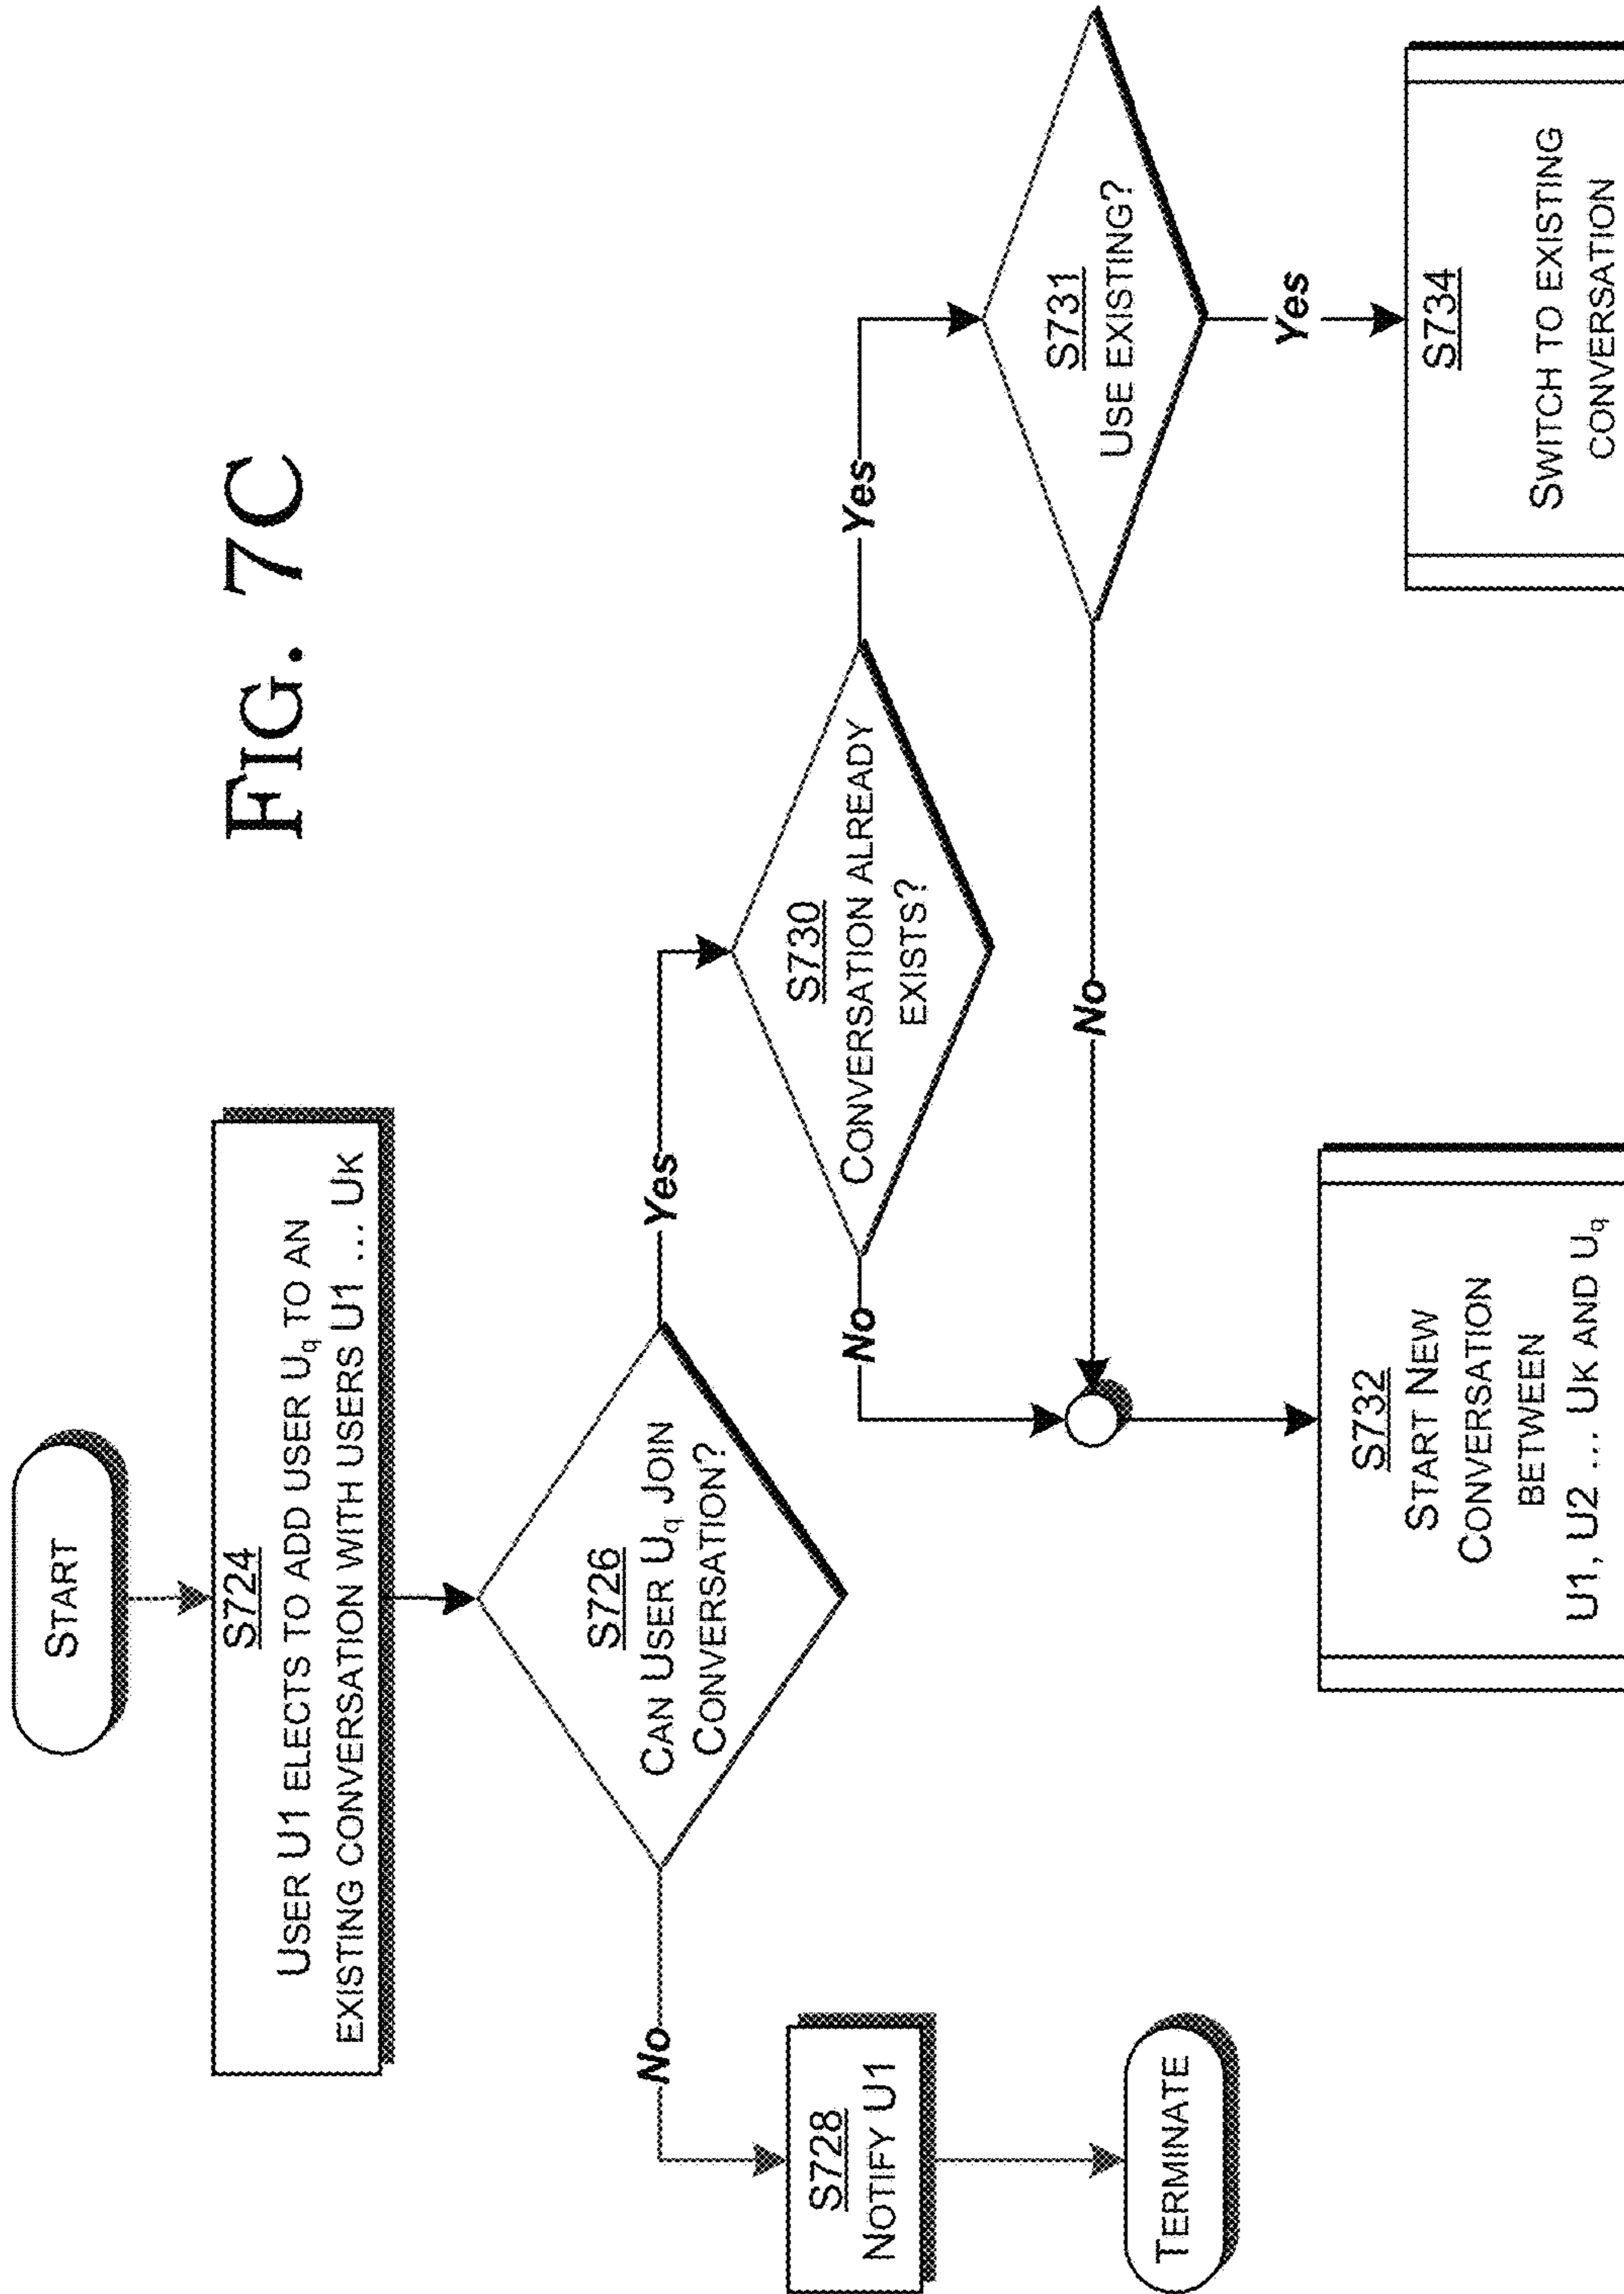 FIG. 7C
START
S724
USER U1 ELECTS TO ADD USER Uq TO AN
EXISTING CONVERSATION WITH USERS U1 ... UK
S726
CAN USER Uq JOIN
CONVERSATION?
No
Yes
S728
NOTIFY U1
TERMINATE
S730
CONVERSATION ALREADY
EXISTS?
No
Yes
S731
USE EXISTING?
No
Yes
S732
START NEW
CONVERSATION
BETWEEN
U1, U2 ... UK AND Uq
S734
SWITCH TO EXISTING
CONVERSATION